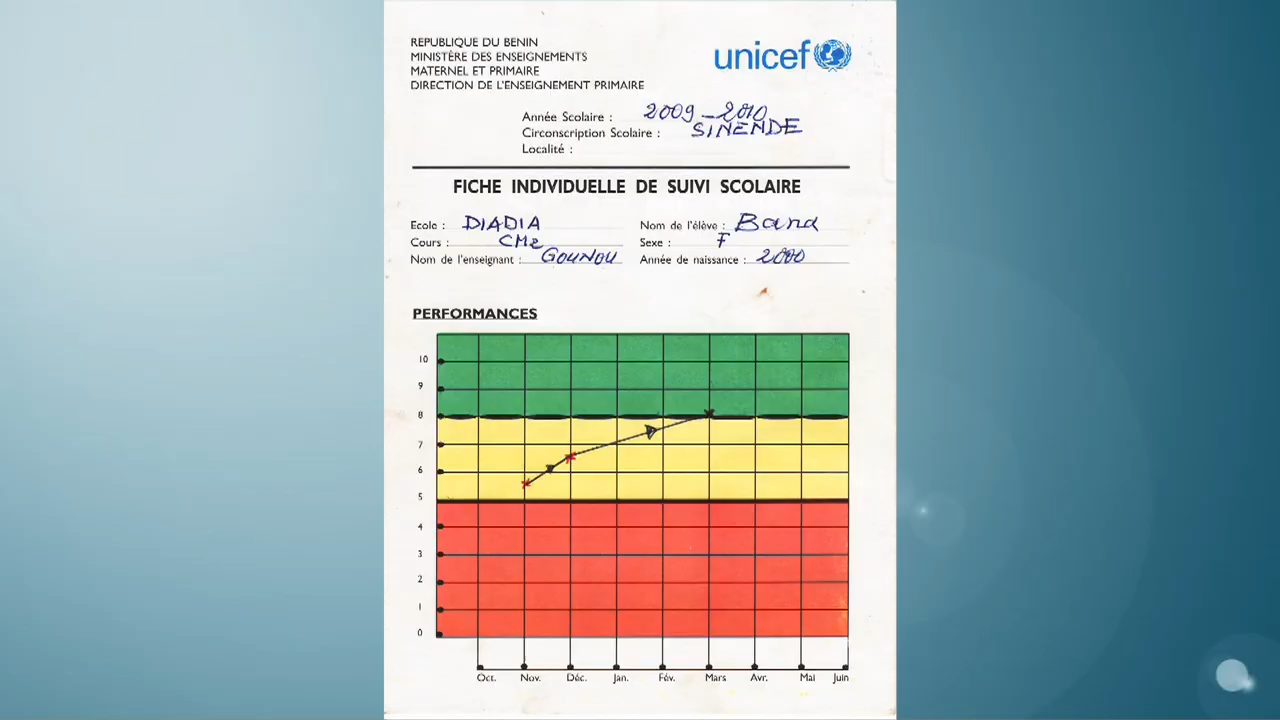 REPUBLIQUE DU BENIN
MINISTÈRE DES ENSEIGNEMENTS
MATERNEL ET PRIMAIRE
DIRECTION DE L'ENSEIGNEMENT PRIMAIRE
unicef
Année Scolaire : 2009-2010
Circonscription Scolaire : SINENDE
Localité :
FICHE INDIVIDUELLE DE SUIVI SCOLAIRE
Ecole : DIADIA
Nom de l'élève : Bana
Cours : CM2
Sexe : F
Nom de l'enseignant : GOUNOU
Année de naissance : 2000
PERFORMANCES
10
9
8
7
6
5
4
3
2
1
0
Oct. Nov. Déc. Jan. Fév. Mars Avr. Mai Juin